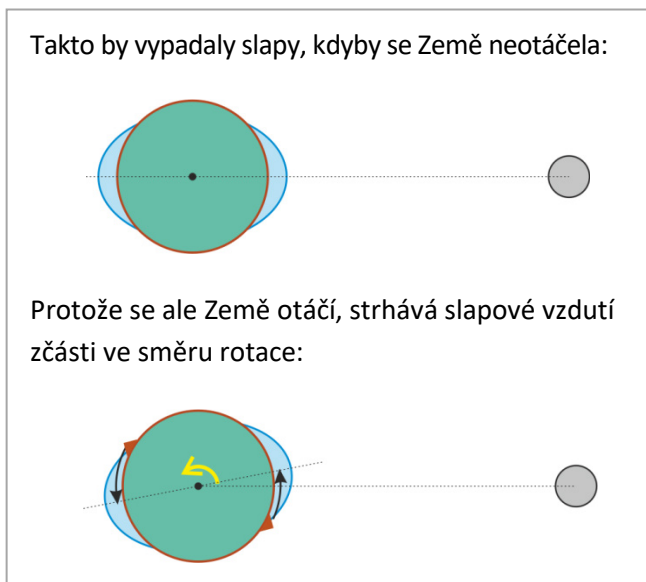 Takto by vypadaly slapy, kdyby se Země neotáčela:
Protože se ale Země otáčí, strhává slapové vzdutí
zčásti ve směru rotace: